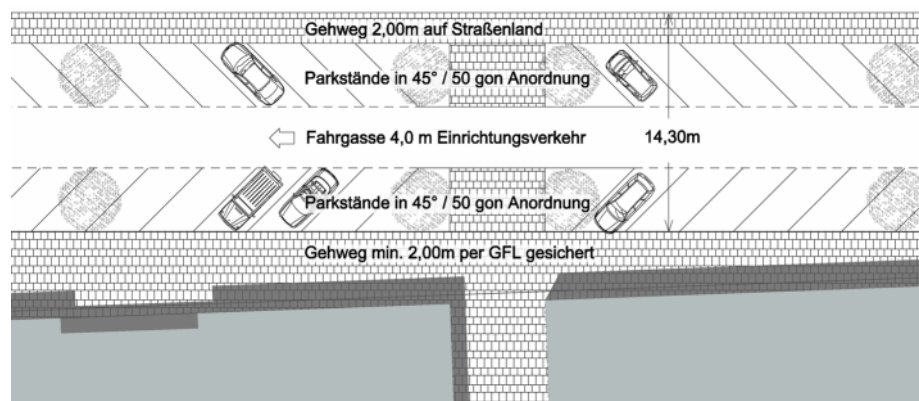 Gehweg 2,00m auf Straßenland
Parkstände in 45° / 50 gon Anordnung
Fahrgasse 4,0 m Einrichtungsverkehr
14,30m
Parkstände in 45° / 50 gon Anordnung
Gehweg min. 2,00m per GFL gesichert